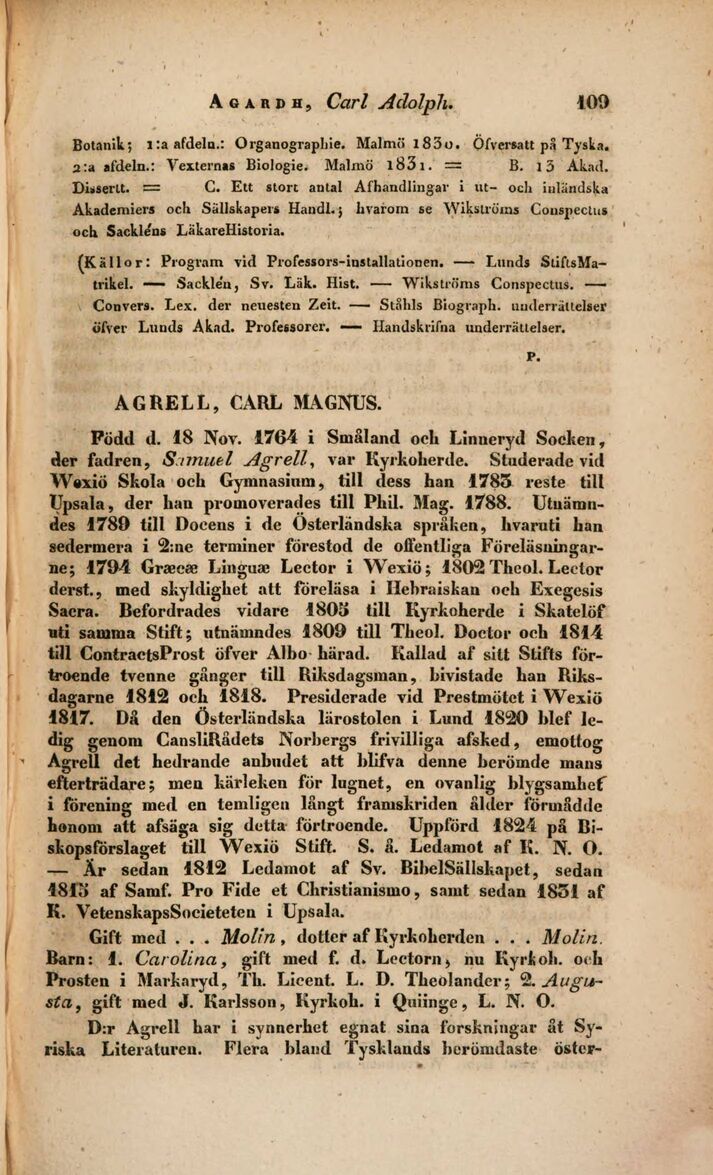 AGARDH, Carl Adolph. 109
Botanik; 1:a afdeln.: Organographie. Malmö 1830. Öfversatt på Tyska.
2:a afdeln.: Vexternas Biologie. Malmö 1831. = B. 13 Akad.
Dissertt. = C. Ett stort antal Afhandlingar i ut- och inländska
Akademiers och Sällskapers Handl.; hvarom se Wikströms Conspectus
och Sackléns LäkareHistoria.
(Källor: Program vid Professors-installationen. — Lunds StiftsMa-
trikel. — Sacklén, Sv. Läk. Hist. — Wikströms Conspectus. —
Convers. Lex. der neuesten Zeit. — Ståhls Biograph. underrättelser
öfver Lunds Akad. Professorer. — Handskrifna underrättelser.
P.
AGRELL, CARL MAGNUS.
Född d. 18 Nov. 1764 i Småland och Linneryd Socken,
der fadren, Samuel Agrell, var Kyrkoherde. Studerade vid
Wexiö Skola och Gymnasium, till dess han 1783 reste till
Upsala, der han promoverades till Phil. Mag. 1788. Utnämn-
des 1789 till Docens i de Österländska språken, hvaruti han
sedermera i 2:ne terminer förestod de offentliga Föreläsningar-
ne; 1794 Græcæ Linguæ Lector i Wexiö; 1802 Theol. Lector
derst., med skyldighet att föreläsa i Hebraiskan och Exegesis
Sacra. Befordrades vidare 1805 till Kyrkoherde i Skatelöf
uti samma Stift; utnämndes 1809 till Theol. Doctor och 1814
till ContractsProst öfver Albo härad. Kallad af sitt Stifts för-
troende tvenne gånger till Riksdagsman, bivistade han Riks-
dagarne 1812 och 1818. Presiderade vid Prestmötet i Wexiö
1817. Då den Österländska lärostolen i Lund 1820 blef le-
dig genom CansliRådets Norbergs frivilliga afsked, emottog
Agrell det hedrande anbudet att blifva denne berömde mans
efterträdare; men kärleken för lugnet, en ovanlig blygsamhet
i förening med en temligen långt framskriden ålder förmådde
honom att afsäga sig detta förtroende. Uppförd 1824 på Bi-
skopsförslaget till Wexiö Stift. S. å. Ledamot af K. N. O.
— Är sedan 1812 Ledamot af Sv. BibelSällskapet, sedan
1815 af Samf. Pro Fide et Christianismo, samt sedan 1831 af
K. VetenskapsSocieteten i Upsala.
Gift med . . . Molin, dotter af Kyrkoherden . . . Molin.
Barn: 1. Carolina, gift med f. d. Lectorn, nu Kyrkoh. och
Prosten i Markaryd, Th. Licent. L. D. Theolander; 2. Augu-
sta, gift med J. Karlsson, Kyrkoh. i Quiinge, L. N. O.
D:r Agrell har i synnerhet egnat sina forskningar åt Sy-
riska Literaturen. Flera bland Tysklands berömdaste öster-